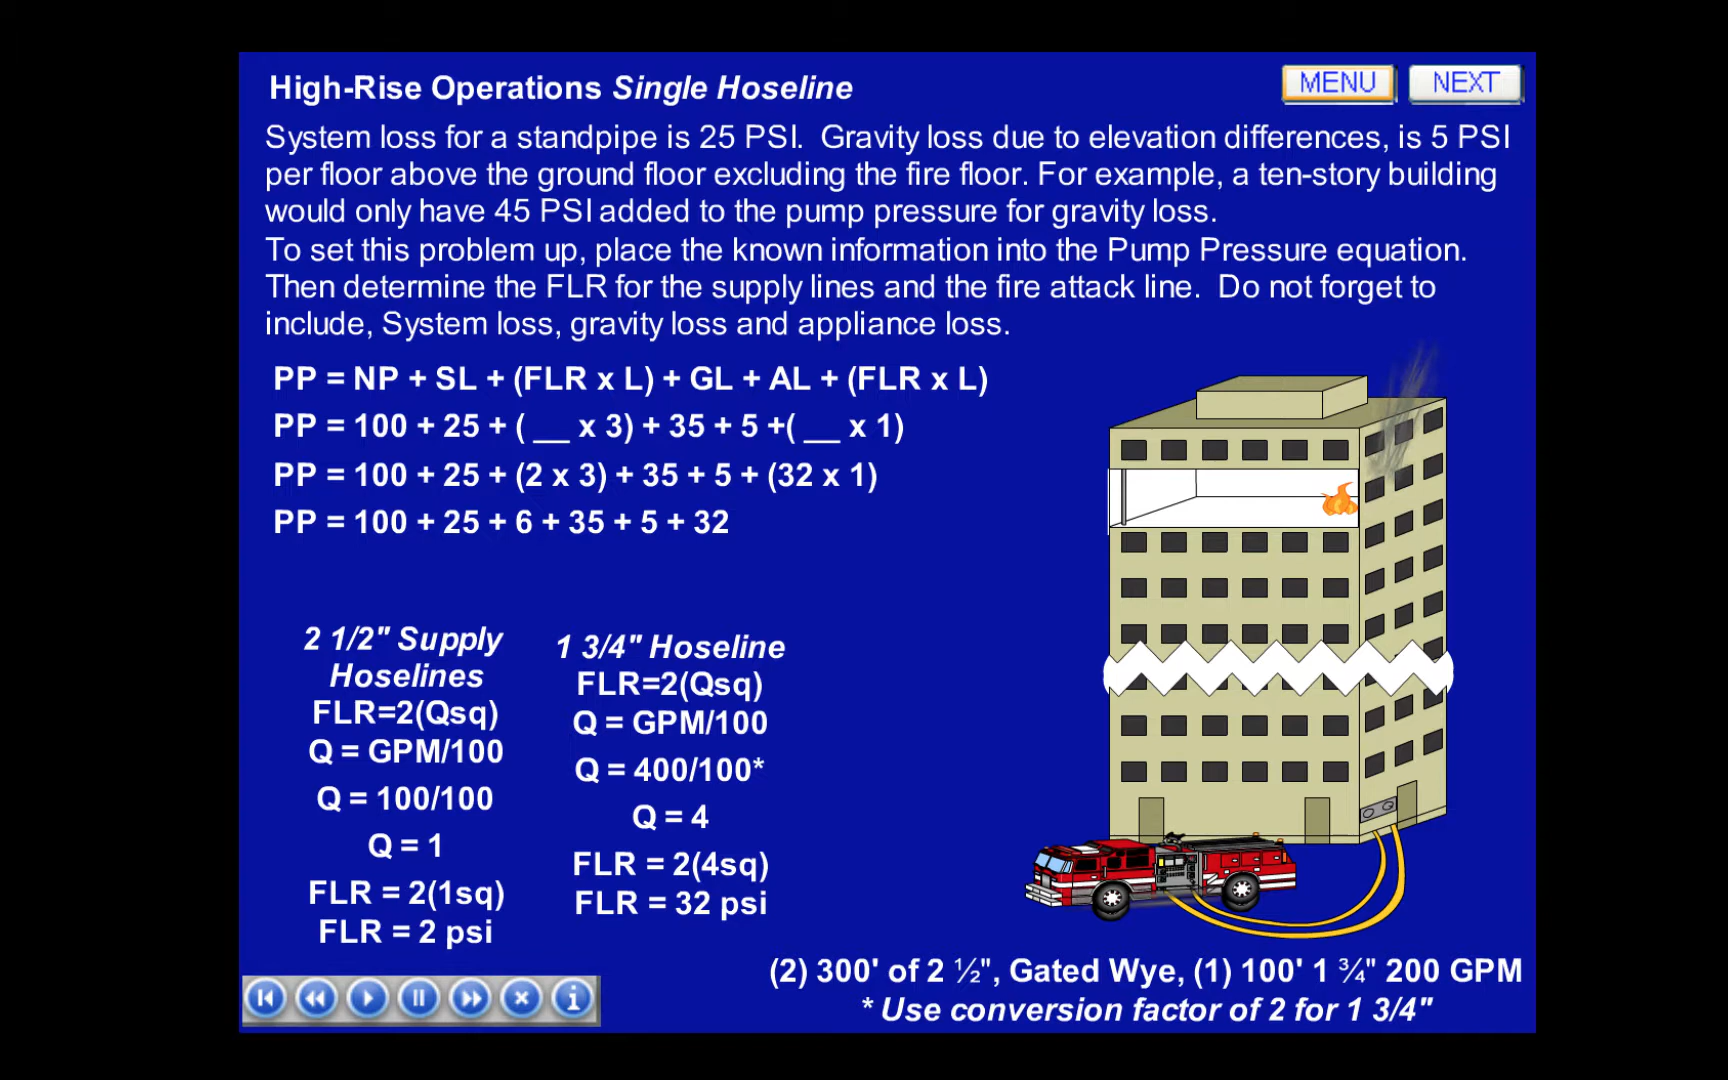 High-Rise Operations Single Hoseline
MENU
NEXT
System loss for a standpipe is 25 PSI. Gravity loss due to elevation differences, is 5 PSI
per floor above the ground floor excluding the fire floor. For example, a ten-story building
would only have 45 PSI added to the pump pressure for gravity loss.
To set this problem up, place the known information into the Pump Pressure equation.
Then determine the FLR for the supply lines and the fire attack line. Do not forget to
include, System loss, gravity loss and appliance loss.
PP = NP + SL + (FLR x L) + GL + AL + (FLR x L)
PP = 100 + 25 + ( __ x 3) + 35 + 5 +( __ x 1)
PP = 100 + 25 + (2 x 3) + 35 + 5 + (32 x 1)
PP = 100 + 25 + 6 + 35 + 5 + 32
2 1/2" Supply
Hoselines
FLR=2(Qsq)
Q = GPM/100
Q = 100/100
Q = 1
FLR = 2(1sq)
FLR = 2 psi
1 3/4" Hoseline
FLR=2(Qsq)
Q = GPM/100
Q = 400/100*
Q = 4
FLR = 2(4sq)
FLR = 32 psi
(2) 300' of 2 ½", Gated Wye, (1) 100' 1 ¾" 200 GPM
* Use conversion factor of 2 for 1 3/4"